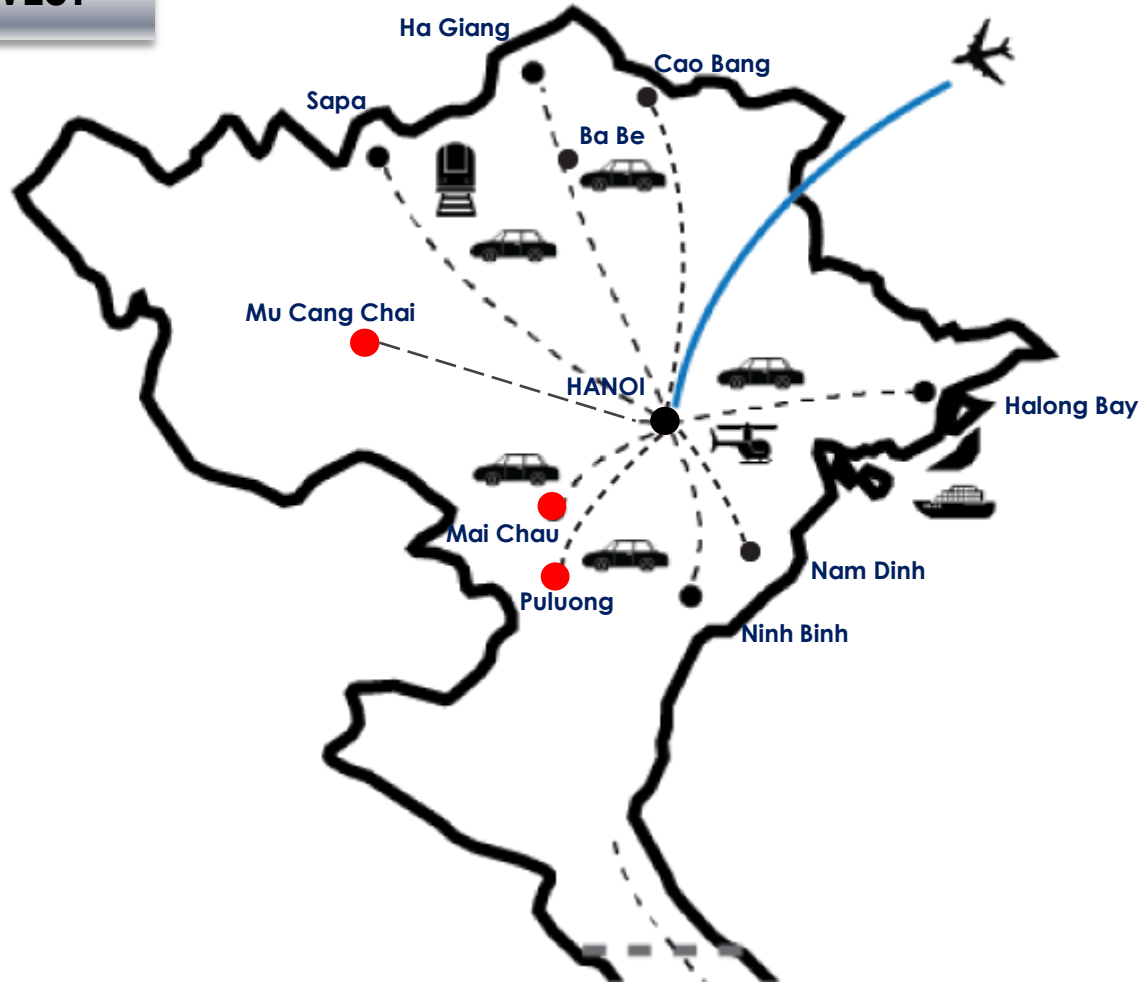 Ha Giang
Cao Bang
Sapa
Ba Be
Mu Cang Chai
HANOI
Halong Bay
Mai Chau
Nam Dinh
Puluong
Ninh Binh